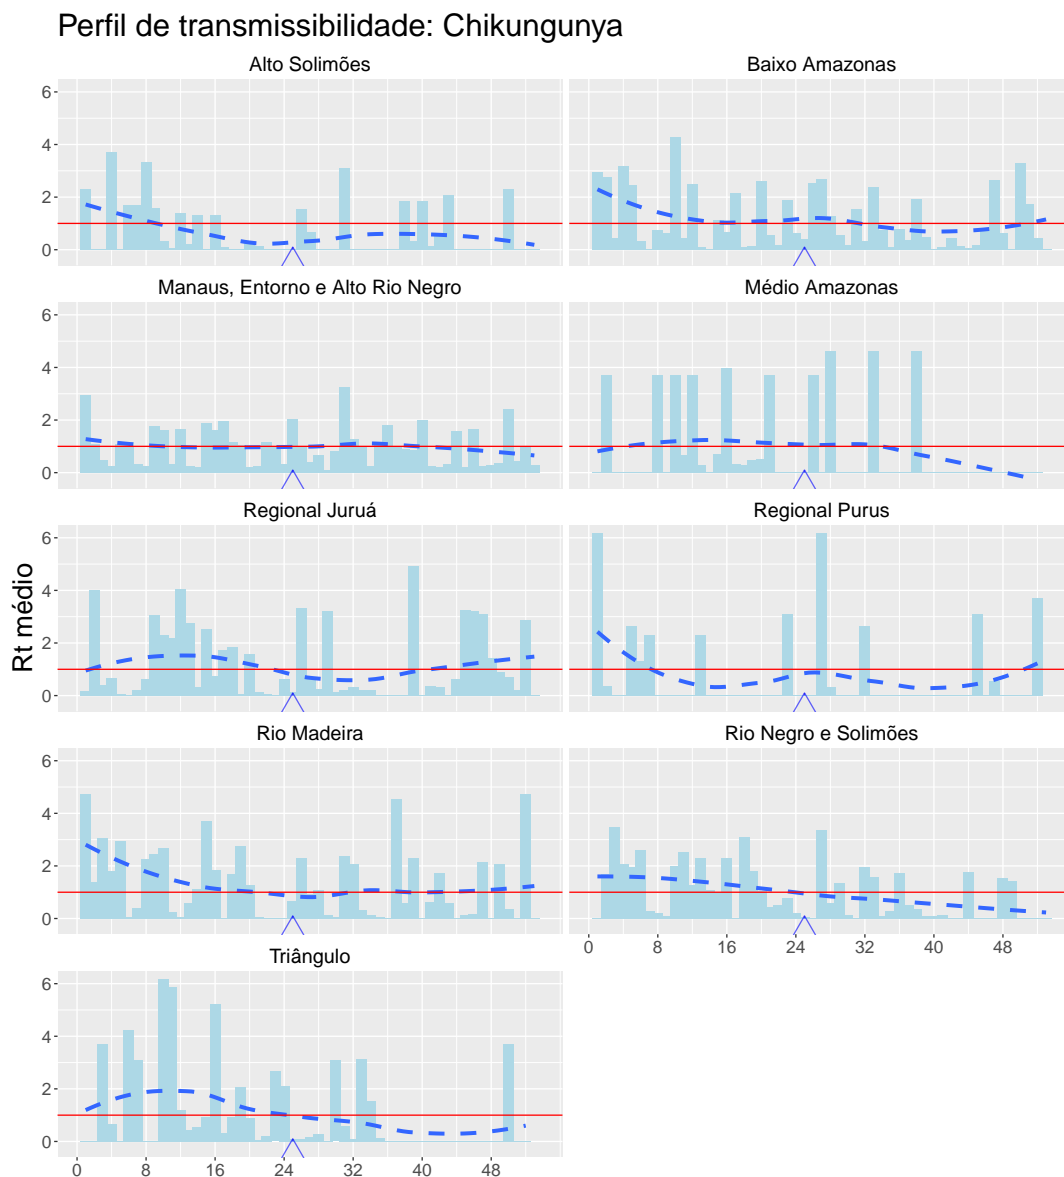 Perfil de transmissibilidade: Chikungunya
Alto Solimões
Baixo Amazonas
6
4
2
0
Manaus, Entorno e Alto Rio Negro
Médio Amazonas
6
4
2
0
Regional Juruá
Regional Purus
6
4
2
0
Rt médio
Rio Madeira
Rio Negro e Solimões
6
4
2
0
0 8 16 24 32 40 48
Triângulo
6
4
2
0
0 8 16 24 32 40 48